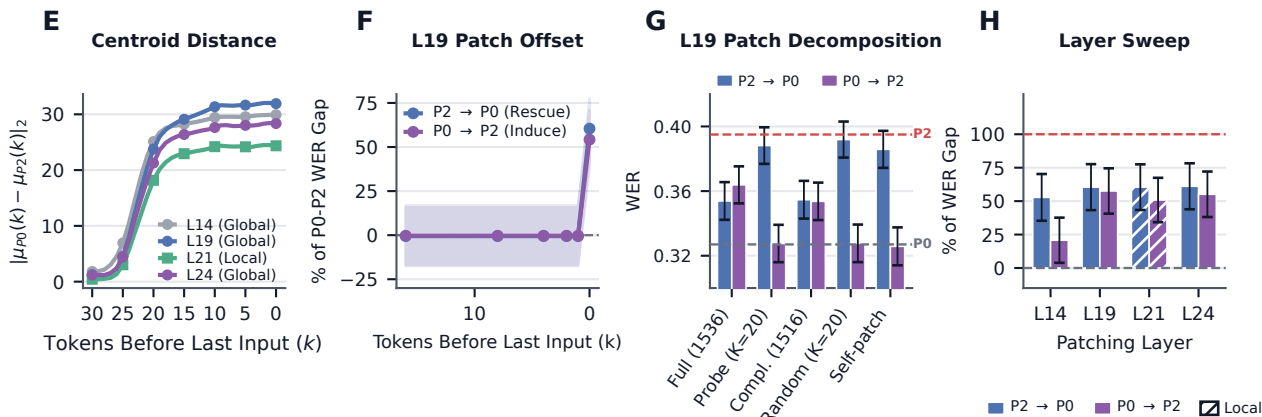 E
Centroid Distance
|μP0(k) − μP2(k)|2
30
20
10
0
L14 (Global)
L19 (Global)
L21 (Local)
L24 (Global)
30 25 20 15 10 5 0
Tokens Before Last Input (k)
F
L19 Patch Offset
% of P0-P2 WER Gap
75
50
25
0
−25
P2 → P0 (Rescue)
P0 → P2 (Induce)
10 0
Tokens Before Last Input (k)
G
L19 Patch Decomposition
P2 → P0 P0 → P2
WER
0.40
0.36
0.32
P2
P0
Full (1536)
Probe (K=20)
Compl. (1516)
Random (K=20)
Self-patch
H
Layer Sweep
% of WER Gap
100
75
50
25
0
L14 L19 L21 L24
Patching Layer
P2 → P0 P0 → P2 Local